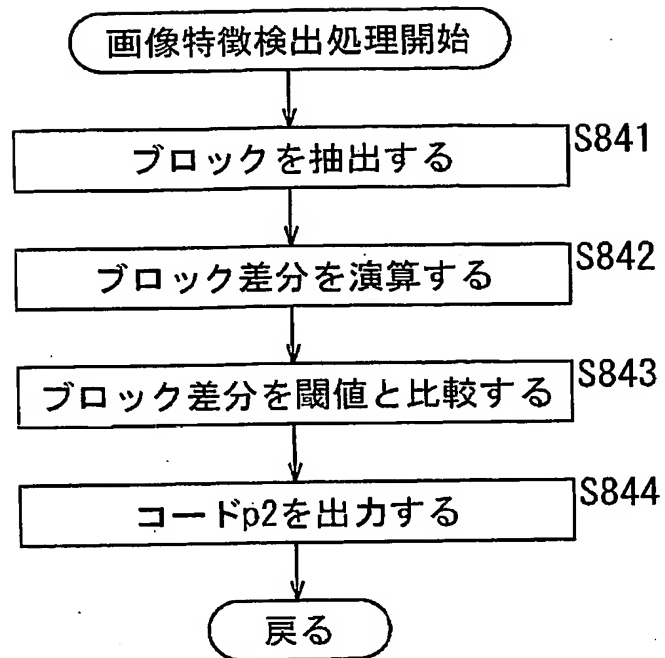 画像特徴検出処理開始
S841
ブロックを抽出する
S842
ブロック差分を演算する
S843
ブロック差分を閾値と比較する
S844
コードp2を出力する
戻る